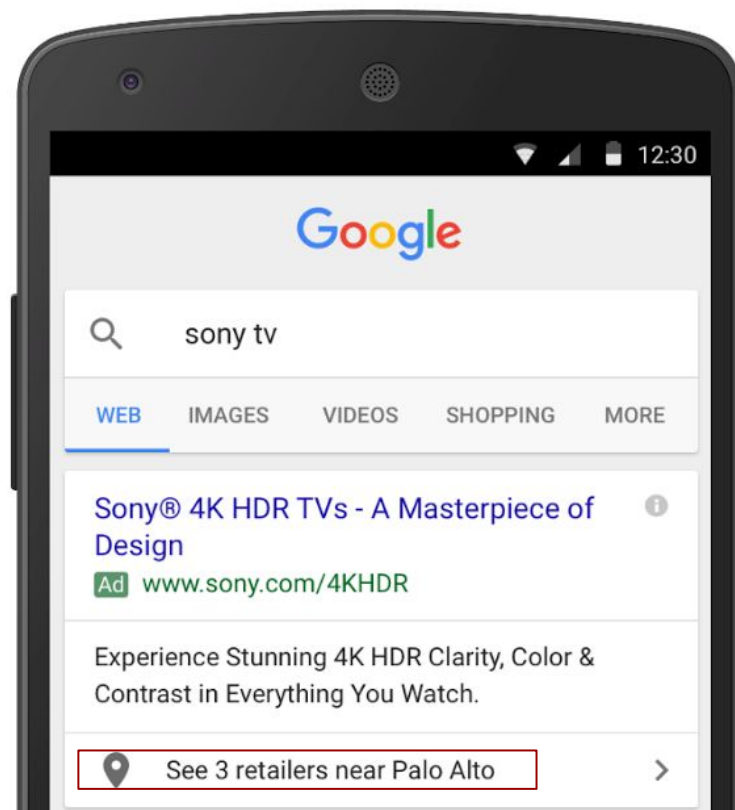 12:30
Google
sony tv
WEB IMAGES VIDEOS SHOPPING MORE
Sony® 4K HDR TVs - A Masterpiece of
Design
Ad www.sony.com/4KHDR
Experience Stunning 4K HDR Clarity, Color &
Contrast in Everything You Watch.
See 3 retailers near Palo Alto